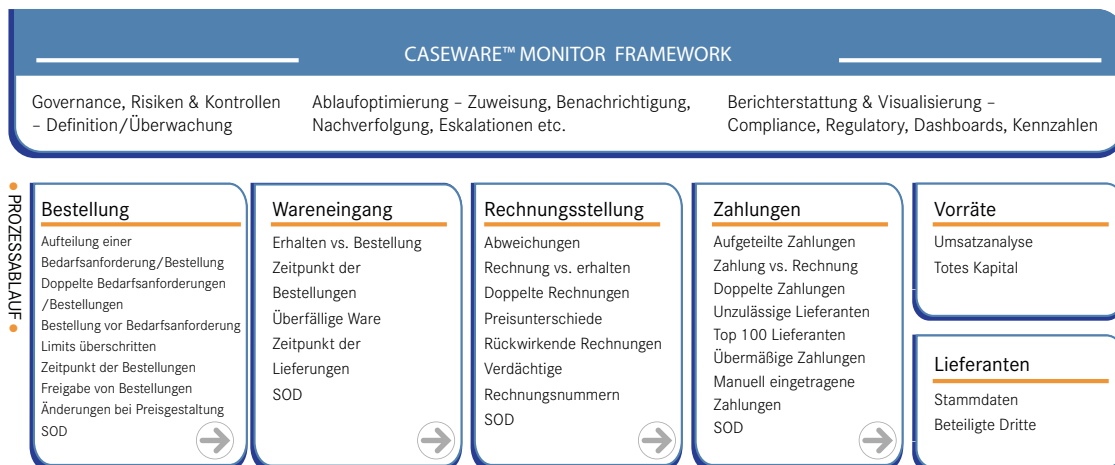 CASEWARE™ MONITOR FRAMEWORK
Governance, Risiken & Kontrollen
– Definition/Überwachung
Ablaufoptimierung – Zuweisung, Benachrichtigung,
Nachverfolgung, Eskalationen etc.
Berichterstattung & Visualisierung –
Compliance, Regulatory, Dashboards, Kennzahlen
• PROZESSABLAUF •
Bestellung
Aufteilung einer
Bedarfsanforderung/Bestellung
Doppelte Bedarfsanforderungen
/Bestellungen
Bestellung vor Bedarfsanforderung
Limits überschritten
Zeitpunkt der Bestellungen
Freigabe von Bestellungen
Änderungen bei Preisgestaltung
SOD
Wareneingang
Erhalten vs. Bestellung
Zeitpunkt der
Bestellungen
Überfällige Ware
Zeitpunkt der
Lieferungen
SOD
Rechnungsstellung
Abweichungen
Rechnung vs. erhalten
Doppelte Rechnungen
Preisunterschiede
Rückwirkende Rechnungen
Verdächtige
Rechnungsnummern
SOD
Zahlungen
Aufgeteilte Zahlungen
Zahlung vs. Rechnung
Doppelte Zahlungen
Unzulässige Lieferanten
Top 100 Lieferanten
Übermäßige Zahlungen
Manuell eingetragene
Zahlungen
SOD
Vorräte
Umsatzanalyse
Totes Kapital
Lieferanten
Stammdaten
Beteiligte Dritte